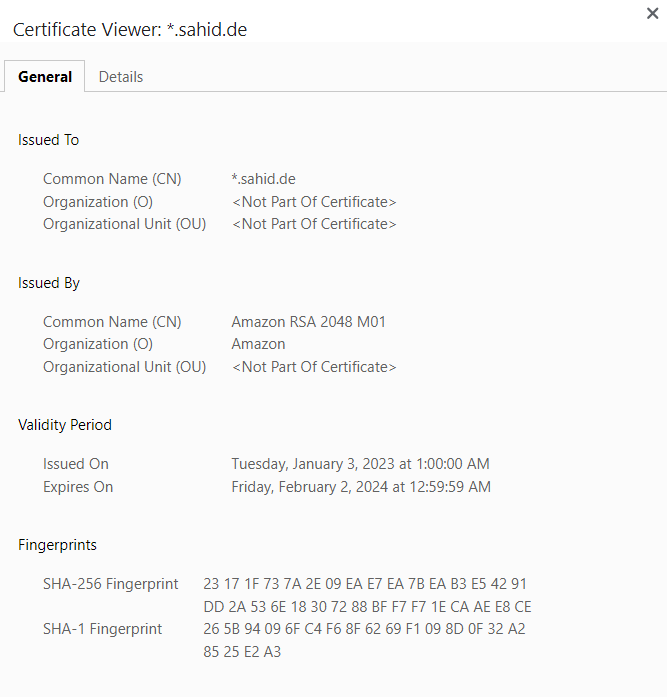 Certificate Viewer: *.sahid.de
General Details
Issued To
Common Name (CN) *.sahid.de
Organization (O) <Not Part Of Certificate>
Organizational Unit (OU) <Not Part Of Certificate>
Issued By
Common Name (CN) Amazon RSA 2048 M01
Organization (O) Amazon
Organizational Unit (OU) <Not Part Of Certificate>
Validity Period
Issued On Tuesday, January 3, 2023 at 1:00:00 AM
Expires On Friday, February 2, 2024 at 12:59:59 AM
Fingerprints
SHA-256 Fingerprint 23 17 1F 73 7A 2E 09 EA E7 EA 7B EA B3 E5 42 91
DD 2A 53 6E 18 30 72 88 BF F7 F7 1E CA AE E8 CE
SHA-1 Fingerprint 26 5B 94 09 6F C4 F6 8F 62 69 F1 09 8D 0F 32 A2
85 25 E2 A3